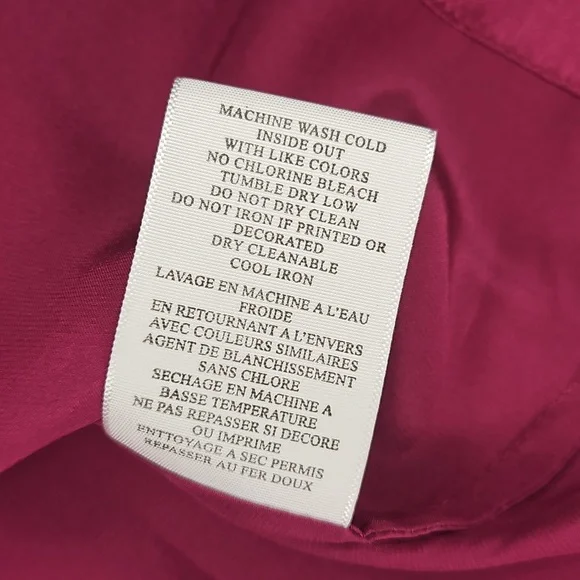 MACHINE WASH COLD
INSIDE OUT
WITH LIKE COLORS
NO CHLORINE BLEACH
TUMBLE DRY LOW
DO NOT DRY CLEAN
DO NOT IRON IF PRINTED OR
DECORATED
DRY CLEANABLE
COOL IRON
LAVAGE EN MACHINE A L'EAU
FROIDE
EN RETOURNANT A L'ENVERS
AVEC COULEURS SIMILAIRES
AGENT DE BLANCHISSEMENT
SANS CHLORE
SECHAGE EN MACHINE A
BASSE TEMPERATURE
NE PAS REPASSER SI DECORE
OU IMPRIME
ENTTOYAGE A SEC PERMIS
REPASSER AU FER DOUX